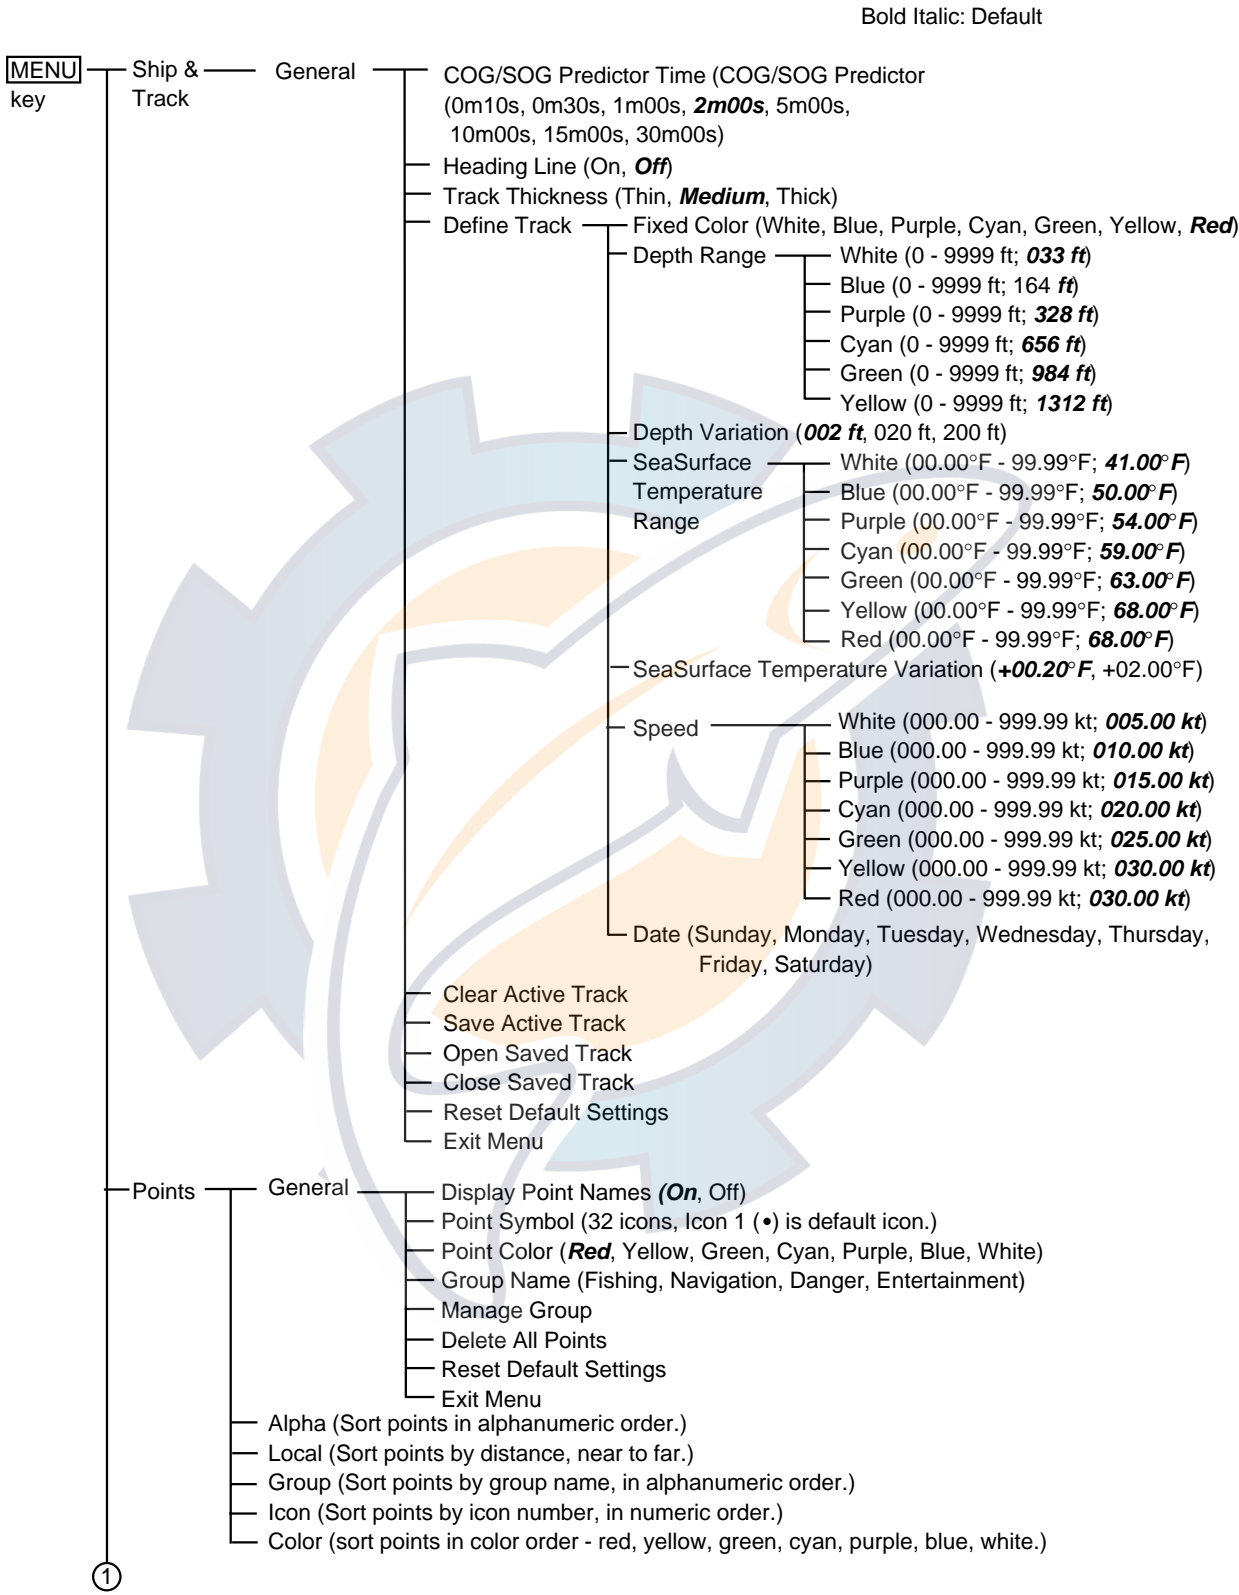 Bold Italic: Default
MENU
key
Ship &
Track
General
COG/SOG Predictor Time (COG/SOG Predictor
(0m10s, 0m30s, 1m00s, 2m00s, 5m00s,
10m00s, 15m00s, 30m00s)
Heading Line (On, Off)
Track Thickness (Thin, Medium, Thick)
Define Track
Fixed Color (White, Blue, Purple, Cyan, Green, Yellow, Red)
Depth Range
White (0 - 9999 ft; 033 ft)
Blue (0 - 9999 ft; 164 ft)
Purple (0 - 9999 ft; 328 ft)
Cyan (0 - 9999 ft; 656 ft)
Green (0 - 9999 ft; 984 ft)
Yellow (0 - 9999 ft; 1312 ft)
Depth Variation (002 ft, 020 ft, 200 ft)
SeaSurface
Temperature
Range
White (00.00°F - 99.99°F; 41.00°F)
Blue (00.00°F - 99.99°F; 50.00°F)
Purple (00.00°F - 99.99°F; 54.00°F)
Cyan (00.00°F - 99.99°F; 59.00°F)
Green (00.00°F - 99.99°F; 63.00°F)
Yellow (00.00°F - 99.99°F; 68.00°F)
Red (00.00°F - 99.99°F; 68.00°F)
SeaSurface Temperature Variation (+00.20°F, +02.00°F)
Speed
White (000.00 - 999.99 kt; 005.00 kt)
Blue (000.00 - 999.99 kt; 010.00 kt)
Purple (000.00 - 999.99 kt; 015.00 kt)
Cyan (000.00 - 999.99 kt; 020.00 kt)
Green (000.00 - 999.99 kt; 025.00 kt)
Yellow (000.00 - 999.99 kt; 030.00 kt)
Red (000.00 - 999.99 kt; 030.00 kt)
Date (Sunday, Monday, Tuesday, Wednesday, Thursday,
Friday, Saturday)
Clear Active Track
Save Active Track
Open Saved Track
Close Saved Track
Reset Default Settings
Exit Menu
Points
General
Display Point Names (On, Off)
Point Symbol (32 icons, Icon 1 (•) is default icon.)
Point Color (Red, Yellow, Green, Cyan, Purple, Blue, White)
Group Name (Fishing, Navigation, Danger, Entertainment)
Manage Group
Delete All Points
Reset Default Settings
Exit Menu
Alpha (Sort points in alphanumeric order.)
Local (Sort points by distance, near to far.)
Group (Sort points by group name, in alphanumeric order.)
Icon (Sort points by icon number, in numeric order.)
Color (sort points in color order - red, yellow, green, cyan, purple, blue, white.)
1